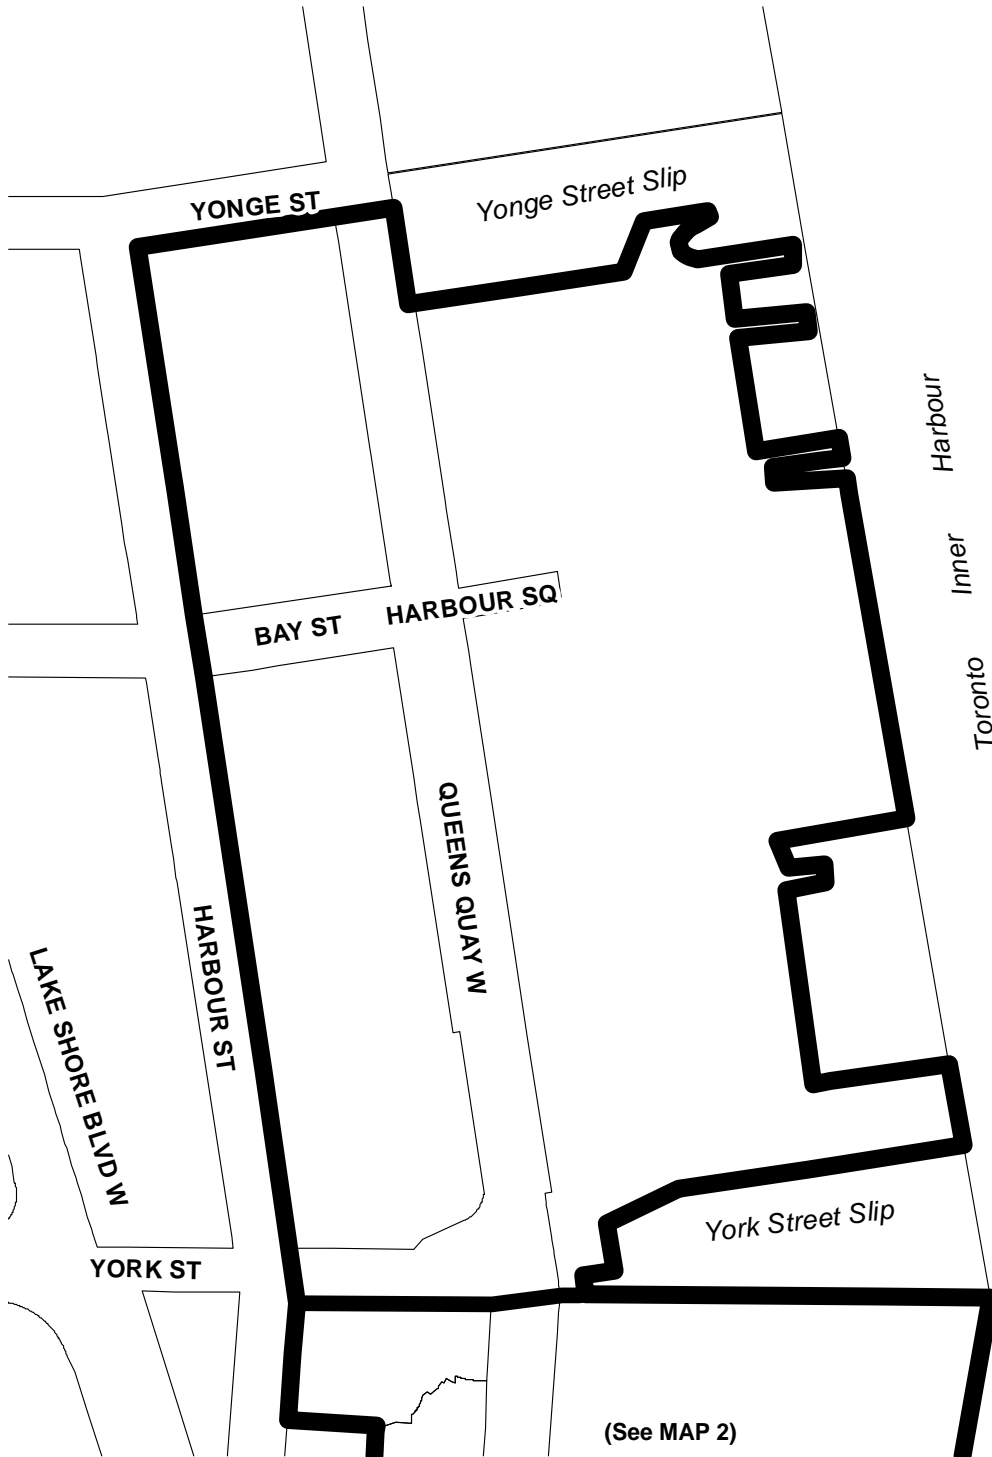 YONGE ST
Yonge Street Slip
Harbour
Inner
Toronto
BAY ST
HARBOUR SQ
QUEENS QUAY W
HARBOUR ST
LAKE SHORE BLVD W
York Street Slip
YORK ST
(See MAP 2)